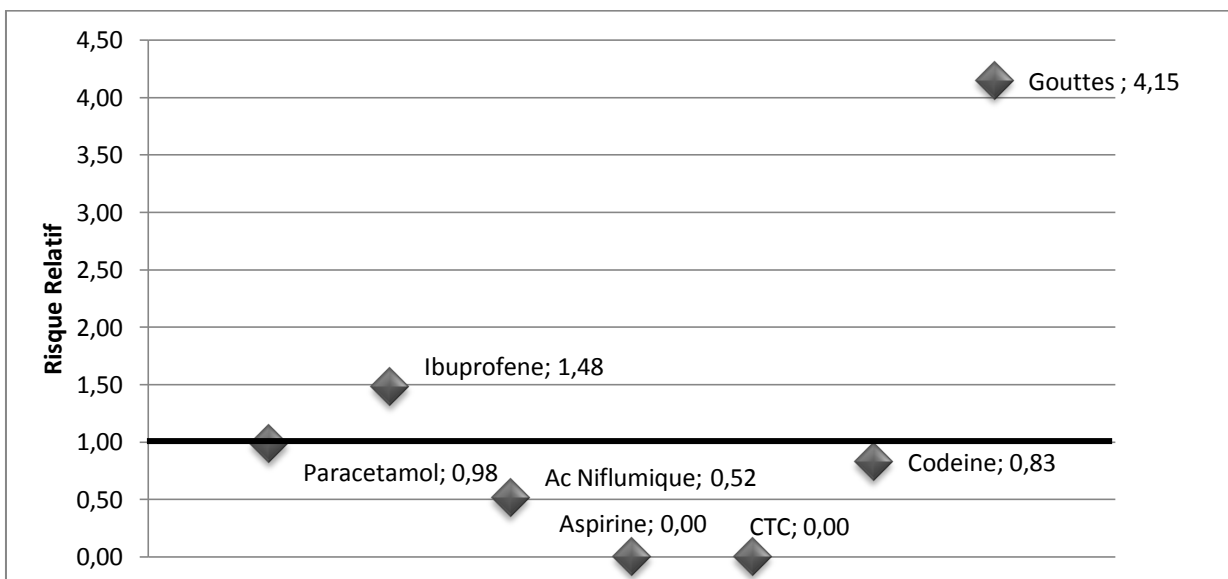 Risque Relatif
4,50
4,00
3,50
3,00
2,50
2,00
1,50
1,00
0,50
0,00
Gouttes ; 4,15
Ibuprofene; 1,48
Paracetamol; 0,98
Ac Niflumique; 0,52
Codeine; 0,83
Aspirine; 0,00
CTC; 0,00